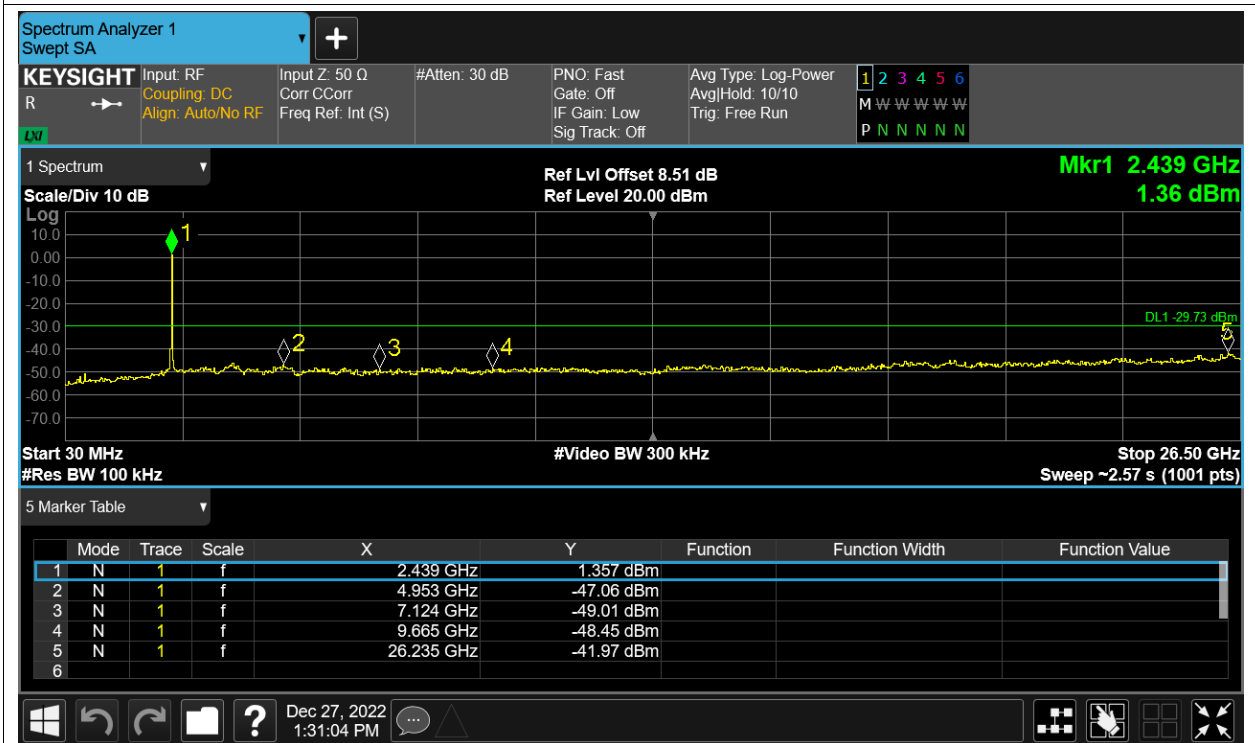 Spectrum Analyzer 1
Swept SA
KEYSIGHT Input: RF Input Z: 50 Ω #Atten: 30 dB PNO: Fast Avg Type: Log-Power 1 2 3 4 5 6
R Coupling: DC Corr CCorr Gate: Off Avg|Hold: 10/10 M W W W W W
Align: Auto/No RF Freq Ref: Int (S) IF Gain: Low Trig: Free Run
LXI Sig Track: Off P N N N N N
1 Spectrum Ref Lvl Offset 8.51 dB Mkr1 2.439 GHz
Scale/Div 10 dB Ref Level 20.00 dBm 1.36 dBm
Log
10.0 1
0.00
-10.0
-20.0 DL1 -29.73 dBm
-30.0 5
-40.0 2 3 4
-50.0
-60.0
-70.0
Start 30 MHz #Video BW 300 kHz Stop 26.50 GHz
#Res BW 100 kHz Sweep ~2.57 s (1001 pts)
5 Marker Table
Mode Trace Scale X Y Function Function Width Function Value
1 N 1 f 2.439 GHz 1.357 dBm
2 N 1 f 4.953 GHz -47.06 dBm
3 N 1 f 7.124 GHz -49.01 dBm
4 N 1 f 9.665 GHz -48.45 dBm
5 N 1 f 26.235 GHz -41.97 dBm
6
? Dec 27, 2022
1:31:04 PM